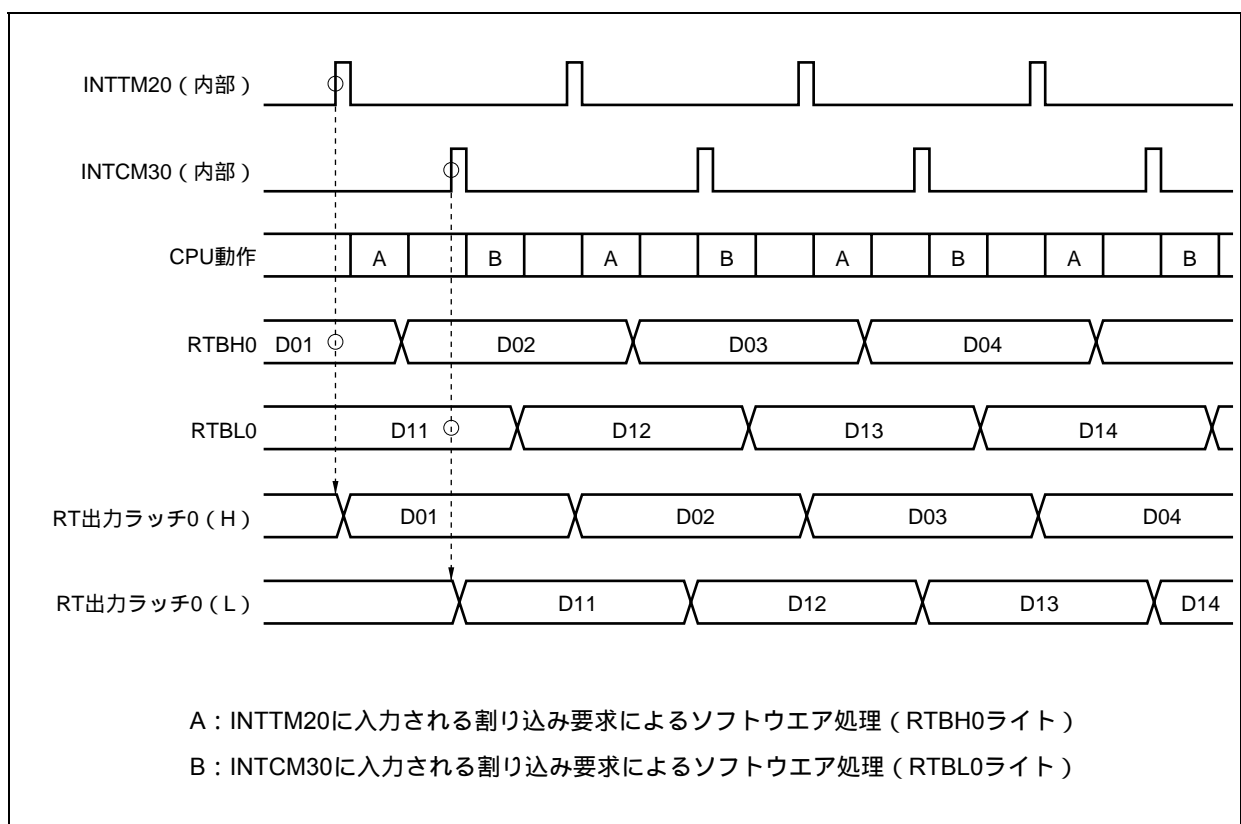 INTTM20（内部）
INTCM30（内部）
CPU動作 A B A B A B A B
RTBH0 D01 D02 D03 D04
RTBL0 D11 D12 D13 D14
RT出力ラッチ0（H） D01 D02 D03 D04
RT出力ラッチ0（L） D11 D12 D13 D14
A：INTTM20に入力される割り込み要求によるソフトウエア処理（RTBH0ライト）
B：INTCM30に入力される割り込み要求によるソフトウエア処理（RTBL0ライト）